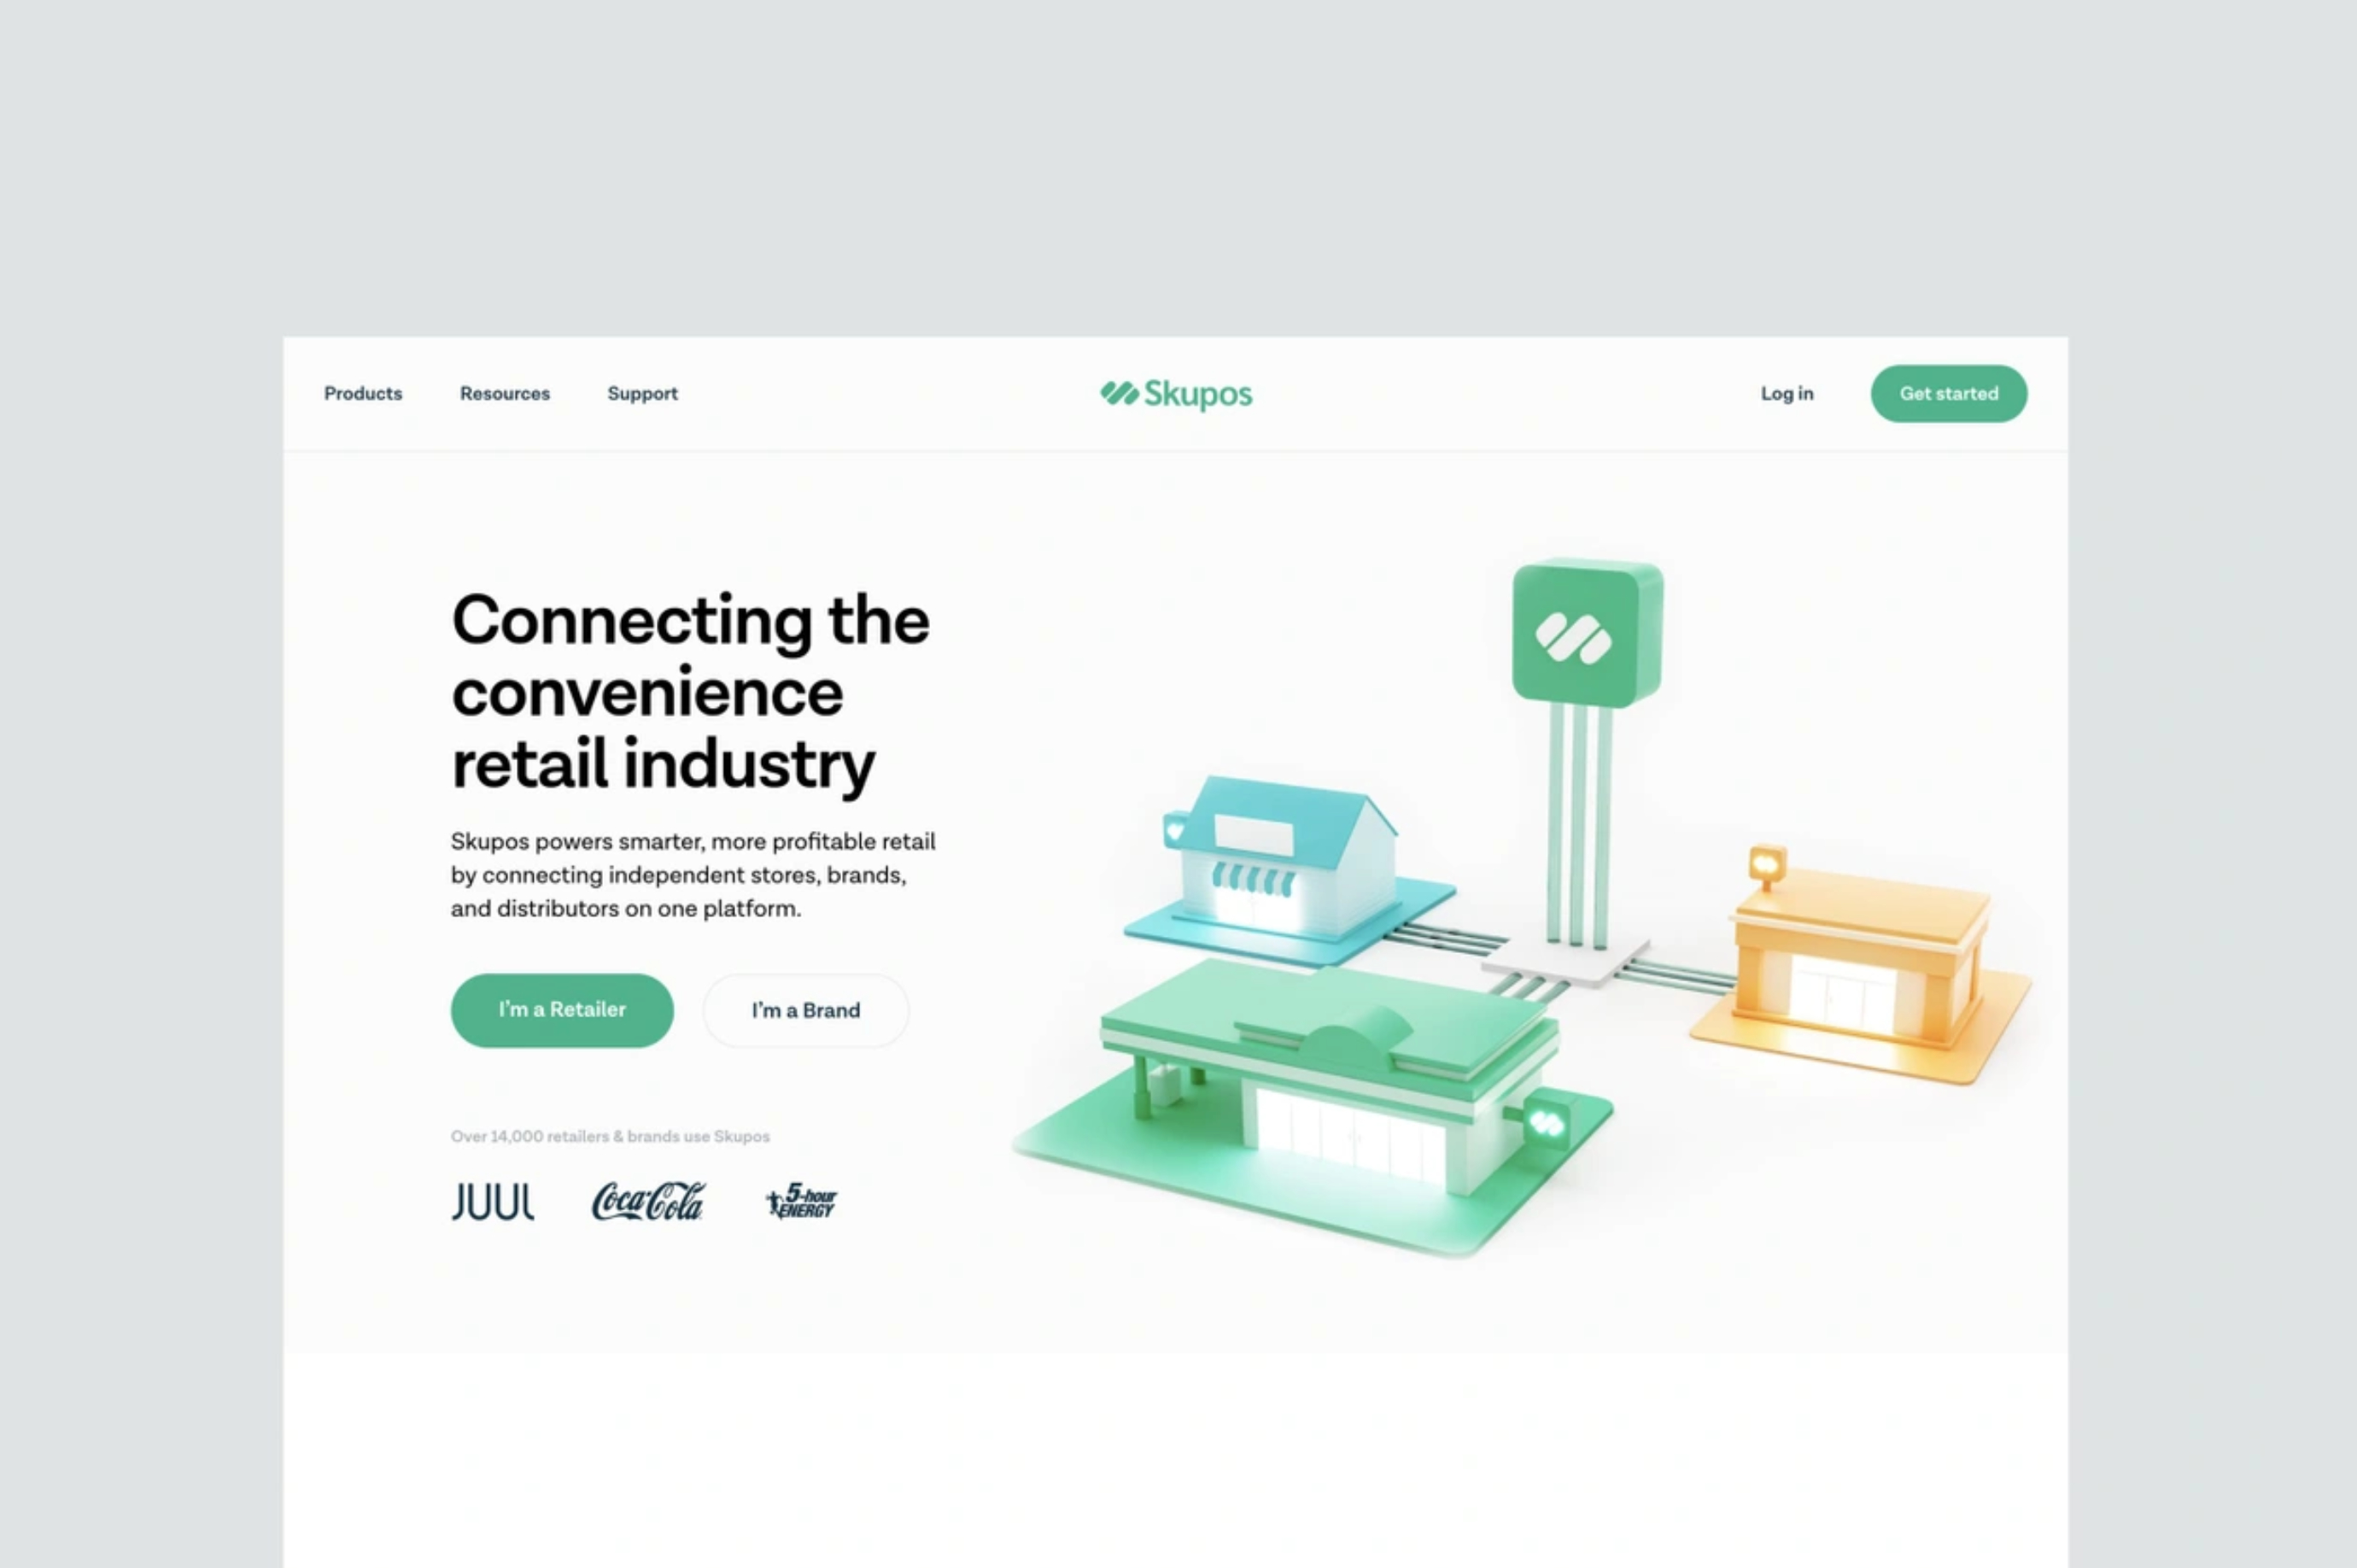 Products Resources Support Skupos Log in Get started
Connecting the
convenience
retail industry
Skupos powers smarter, more profitable retail
by connecting independent stores, brands,
and distributors on one platform.
I'm a Retailer I'm a Brand
Over 14,000 retailers & brands use Skupos
JUUL Coca-Cola 5-hour
ENERGY